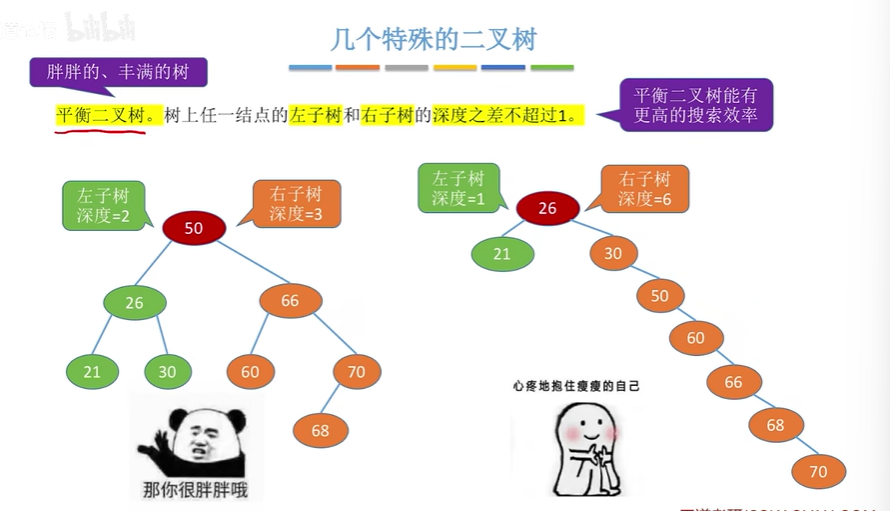 bilibili
几个特殊的二叉树
胖胖的、丰满的树
平衡二叉树。树上任一结点的左子树和右子树的深度之差不超过1。
平衡二叉树能有
更高的搜索效率
左子树
深度=2
50
右子树
深度=3
26
66
21
30
60
70
68
那你很胖胖哦
左子树
深度=1
26
右子树
深度=6
21
30
50
60
66
68
70
心疼地抱住瘦瘦的自己